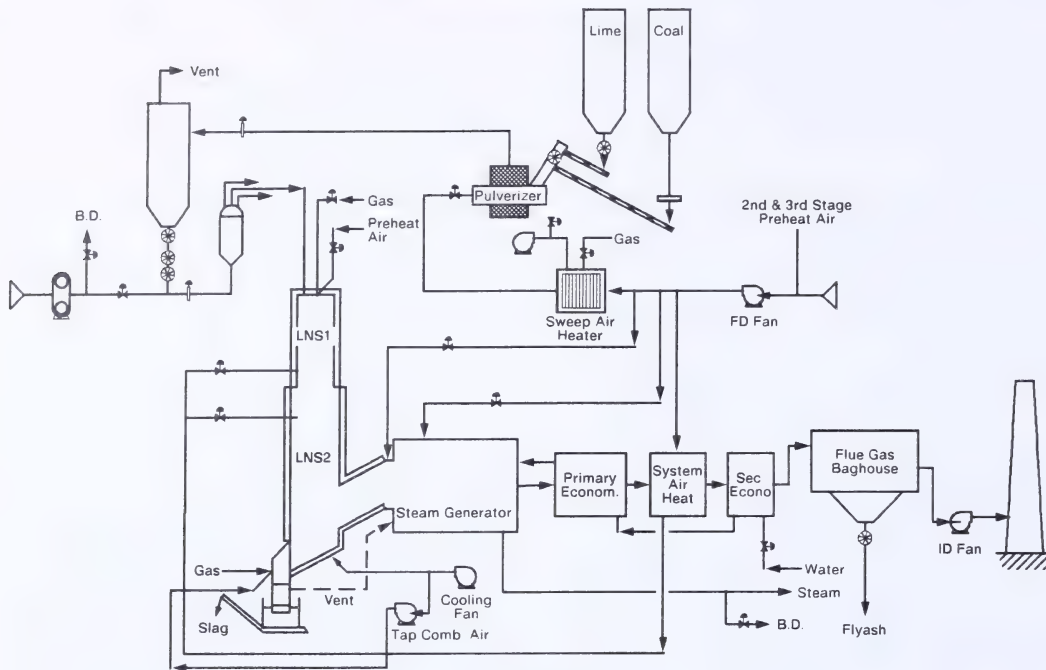 Lime
Coal
Vent
Pulverizer
Gas
B.D.
Preheat
Air
2nd & 3rd Stage
Preheat Air
Gas
Sweep Air
Heater
FD Fan
LNS1
LNS2
Steam Generator
Primary
Econom.
System
Air
Heat
Sec
Econo
Flue Gas
Baghouse
ID Fan
Gas
Water
Vent
Cooling
Fan
Steam
Slag
Tap Comb Air
B.D.
Flyash